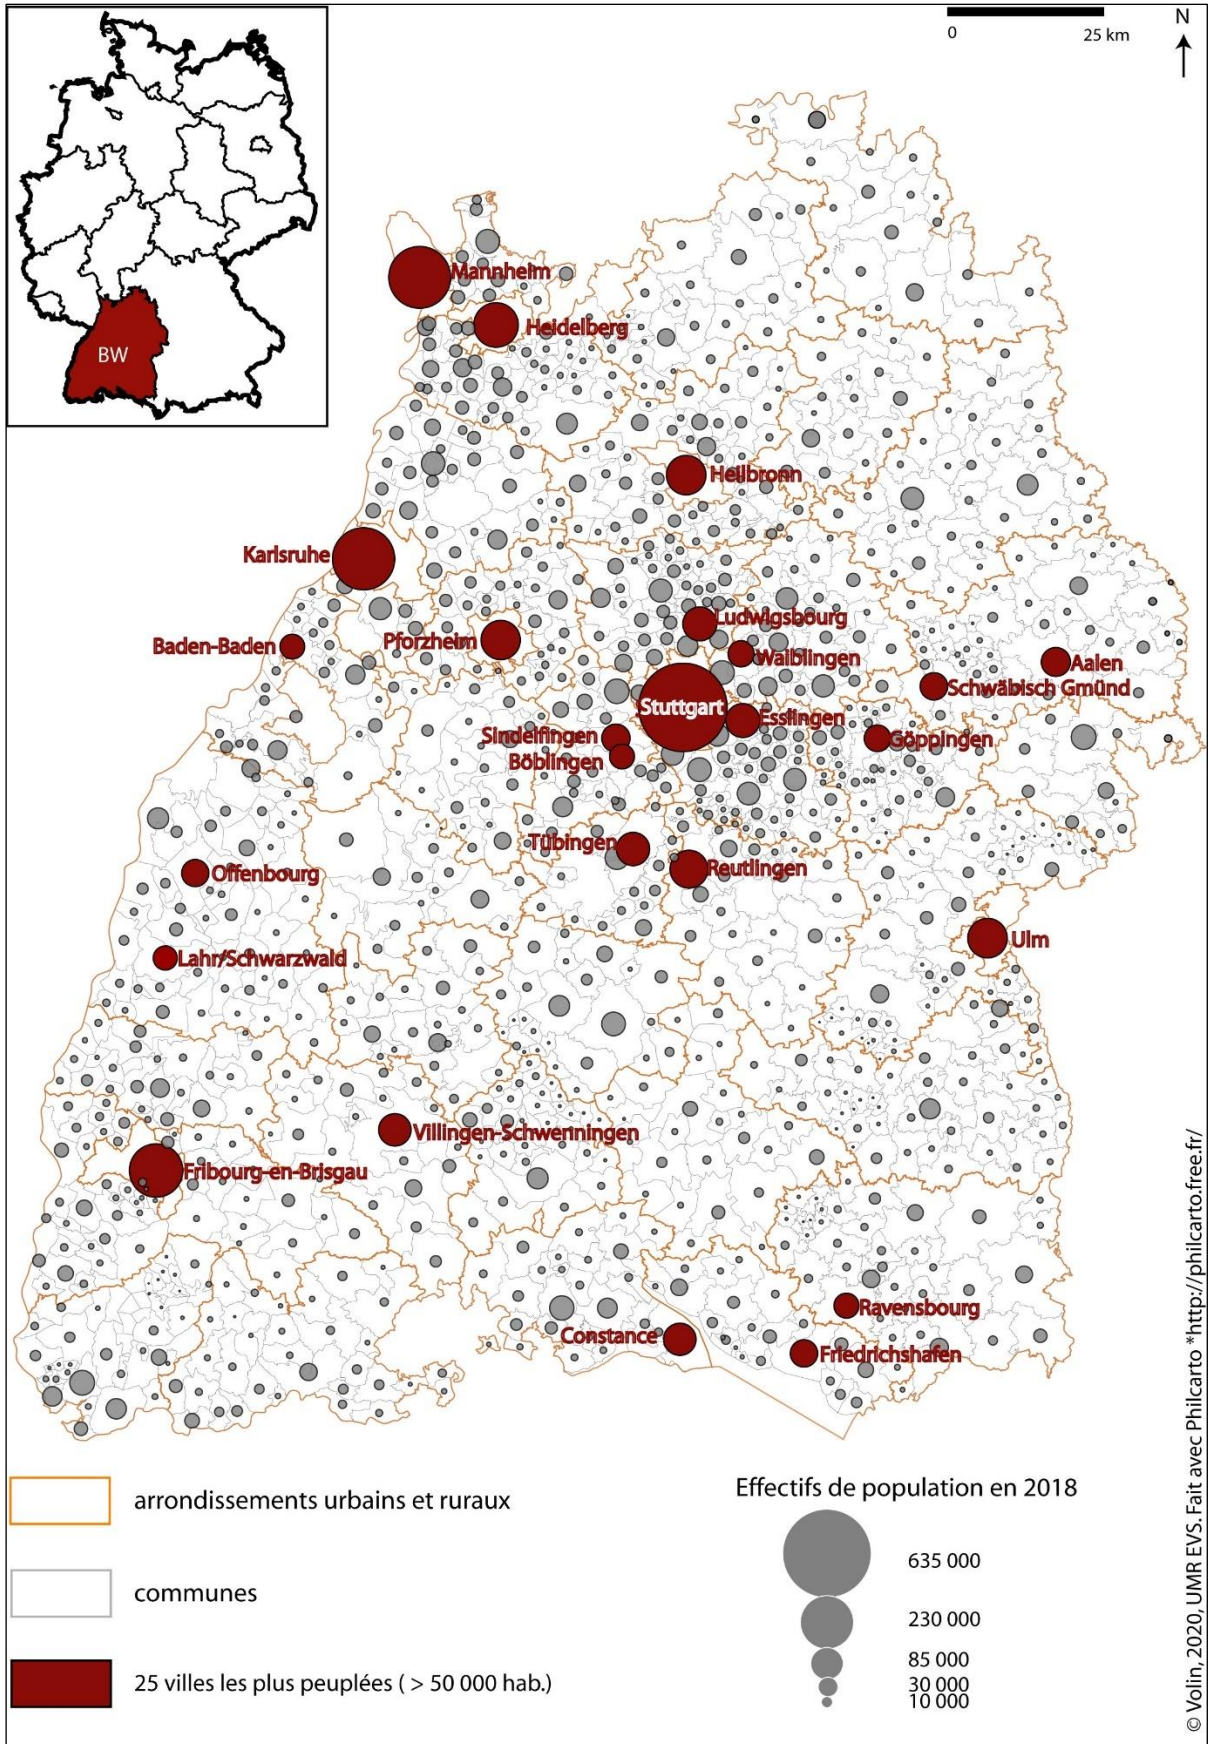 0 25 km
N
BW
Mannheim
Heidelberg
Heilbronn
Karlsruhe
Ludwigsbourg
Pforzheim
Baden-Baden
Waiblingen
Aalen
Schwäbisch Gmünd
Stuttgart
Esslingen
Sindelfingen
Göppingen
Böblingen
Tübingen
Reutlingen
Offenbourg
Ulm
Lahr/Schwarzwald
Villingen-Schwenningen
Fribourg-en-Brisgau
Ravensbourg
Constance
Friedrichshafen
arrondissements urbains et ruraux
communes
25 villes les plus peuplées ( > 50 000 hab.)
Effectifs de population en 2018
635 000
230 000
85 000
30 000
10 000
© Volin, 2020, UMR EVS. Fait avec Philcarto *http://philcarto.free.fr/